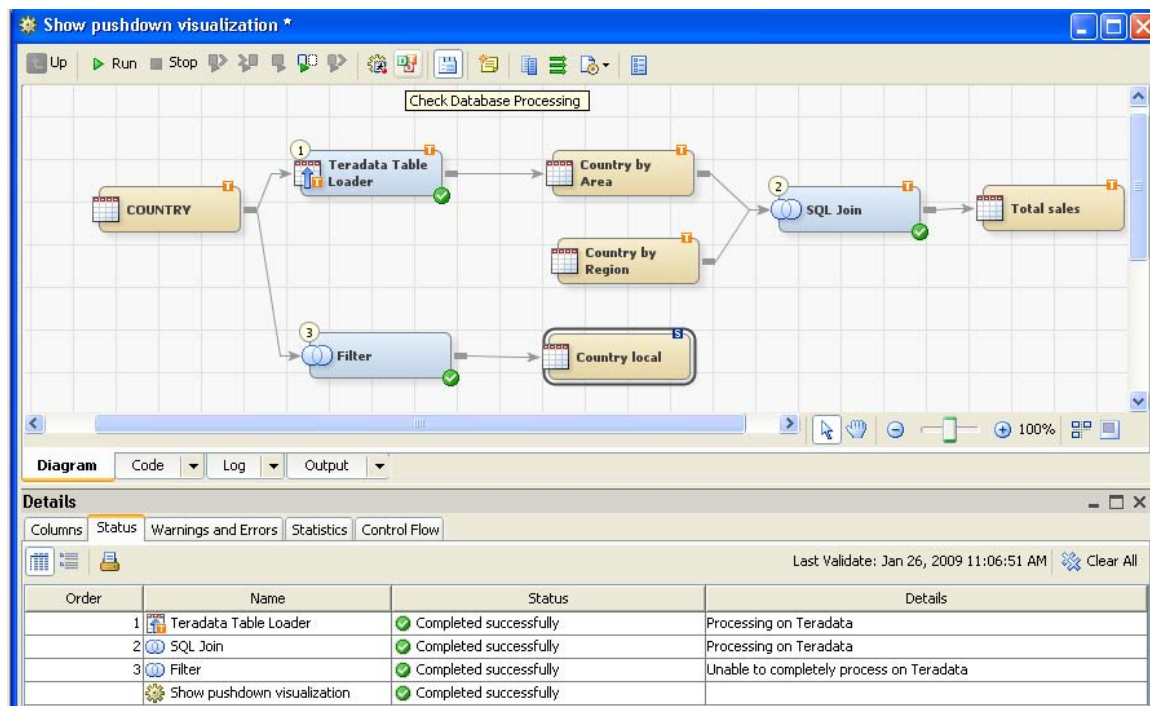 Show pushdown visualization *
Up Run Stop
Check Database Processing
1
T
Teradata Table
Loader
T
T
Country by
Area
T
COUNTRY
2
T
SQL Join
T
Total sales
T
Country by
Region
3
Filter
S
Country local
100%
Diagram Code Log Output
Details
Columns Status Warnings and Errors Statistics Control Flow
Last Validate: Jan 26, 2009 11:06:51 AM Clear All
Order Name Status Details
1 Teradata Table Loader Completed successfully Processing on Teradata
2 SQL Join Completed successfully Processing on Teradata
3 Filter Completed successfully Unable to completely process on Teradata
Show pushdown visualization Completed successfully